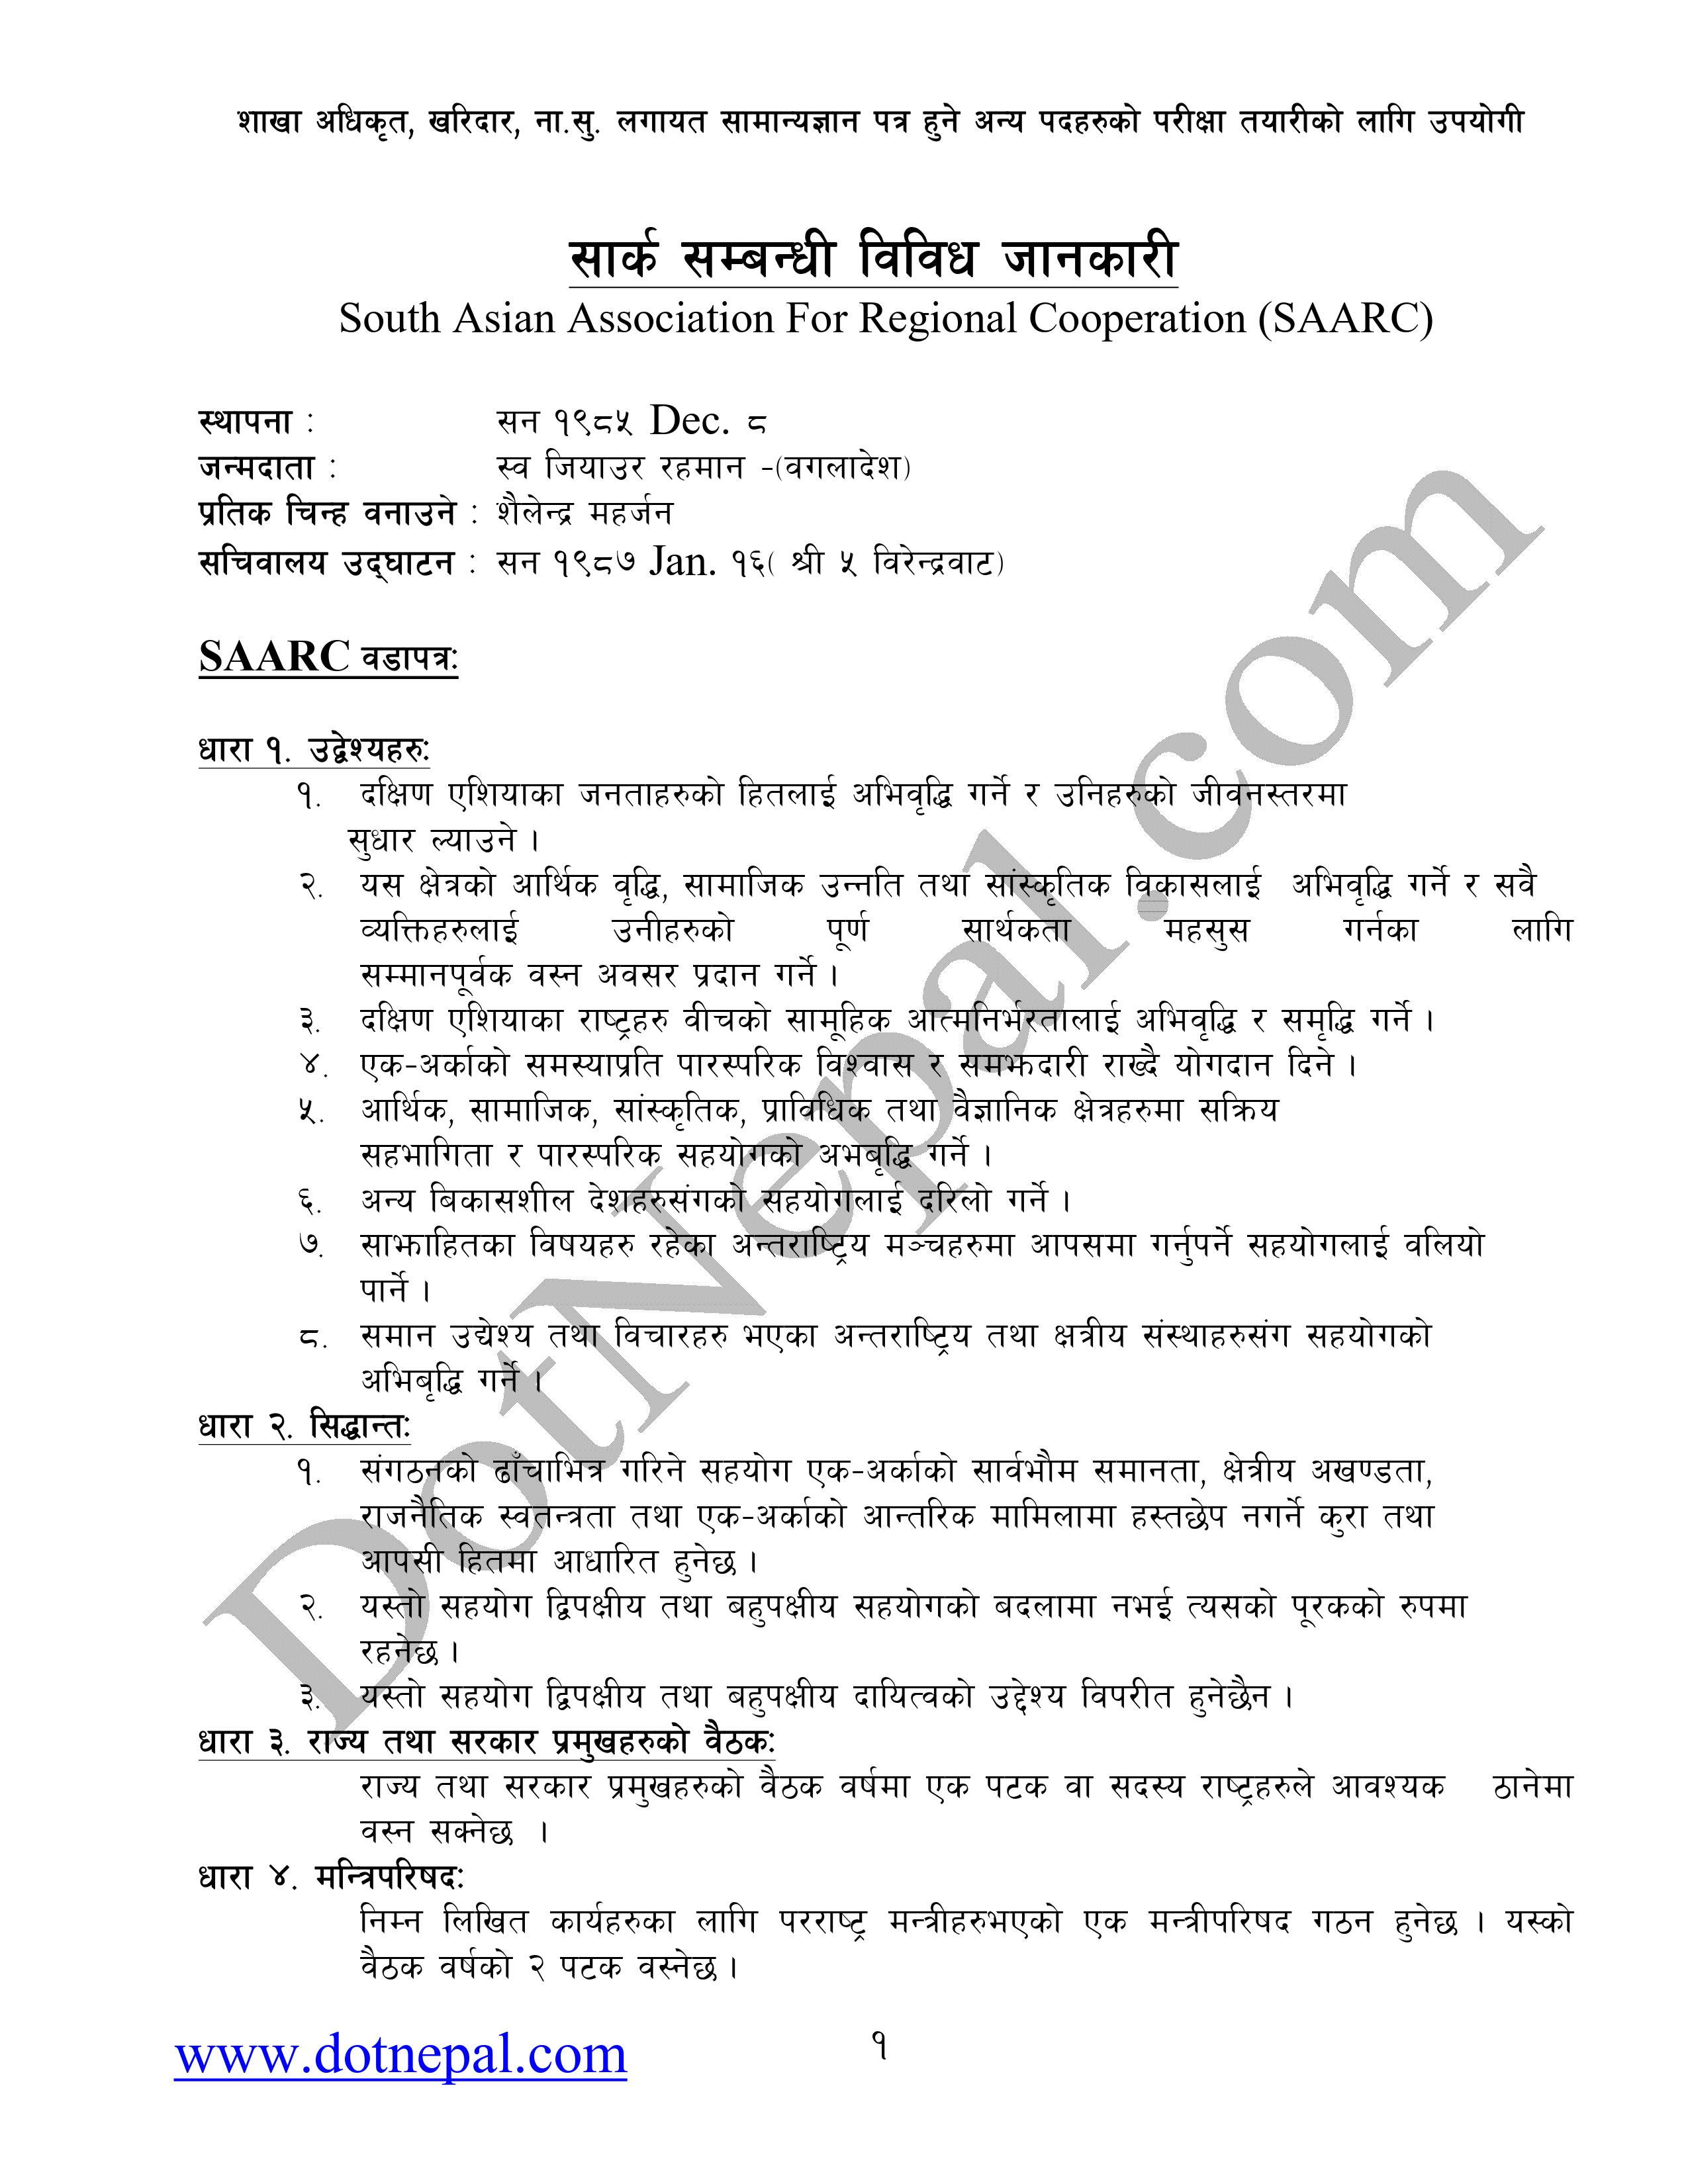 शाखा अधिकृत, खरिदार, ना.सु. लगायत सामान्यज्ञान पत्र हुने अन्य पदहरुको परीक्षा तयारीको लागि उपयोगी
सार्क सम्बन्धी विविध जानकारी
South Asian Association For Regional Cooperation (SAARC)
स्थापना : सन १९८५ Dec. ८
जन्मदाता : स्व जियाउर रहमान -(वगलादेश)
प्रतिक चिन्ह वनाउने : शैलेन्द्र महर्जन
सचिवालय उद्घाटन : सन १९८७ Jan. १६( श्री ५ विरेन्द्रवाट)
SAARC वडापत्रः
धारा १. उद्वेश्यहरुः
१. दक्षिण एशियाका जनताहरुको हितलाई अभिवृद्धि गर्ने र उनिहरुको जीवनस्तरमा
सुधार ल्याउने ।
२. यस क्षेत्रको आर्थिक वृद्धि, सामाजिक उन्नति तथा सांस्कृतिक विकासलाई अभिवृद्धि गर्ने र सवै
व्यक्तिहरुलाई उनीहरुको पूर्ण सार्थकता महसुस गर्नका लागि
सम्मानपूर्वक वस्न अवसर प्रदान गर्ने ।
३. दक्षिण एशियाका राष्ट्रहरु वीचको सामूहिक आत्मनिर्भरतालाई अभिवृद्धि र समृद्धि गर्ने ।
४. एक-अर्काको समस्याप्रति पारस्परिक विश्वास र समझदारी राख्दै योगदान दिने ।
५. आर्थिक, सामाजिक, सांस्कृतिक, प्राविधिक तथा वैज्ञानिक क्षेत्रहरुमा सक्रिय
सहभागिता र पारस्परिक सहयोगको अभबृद्धि गर्ने ।
६. अन्य बिकासशील देशहरुसंगको सहयोगलाई दरिलो गर्ने ।
७. साझाहितका विषयहरु रहेका अन्तराष्ट्रिय मञ्चहरुमा आपसमा गर्नुपर्ने सहयोगलाई वलियो
पार्ने ।
८. समान उद्येश्य तथा विचारहरु भएका अन्तराष्ट्रिय तथा क्षत्रीय संस्थाहरुसंग सहयोगको
अभिबृद्धि गर्ने ।
धारा २. सिद्धान्तः
१. संगठनको ढाँचाभित्र गरिने सहयोग एक-अर्काको सार्वभौम समानता, क्षेत्रीय अखण्डता,
राजनैतिक स्वतन्त्रता तथा एक-अर्काको आन्तरिक मामिलामा हस्तछेप नगर्ने कुरा तथा
आपसी हितमा आधारित हुनेछ ।
२. यस्तो सहयोग द्विपक्षीय तथा बहुपक्षीय सहयोगको बदलामा नभई त्यसको पूरकको रुपमा
रहनेछ ।
३. यस्तो सहयोग द्विपक्षीय तथा बहुपक्षीय दायित्वको उद्देश्य विपरीत हुनेछैन ।
धारा ३. राज्य तथा सरकार प्रमुखहरुको वैठकः
राज्य तथा सरकार प्रमुखहरुको वैठक वर्षमा एक पटक वा सदस्य राष्ट्रहरुले आवश्यक ठानेमा
वस्न सक्नेछ ।
धारा ४. मन्त्रिपरिषदः
निम्न लिखित कार्यहरुका लागि परराष्ट्र मन्त्रीहरुभएको एक मन्त्रीपरिषद गठन हुनेछ । यस्को
वैठक वर्षको २ पटक वस्नेछ ।
www.dotnepal.com १
DotNepal.com